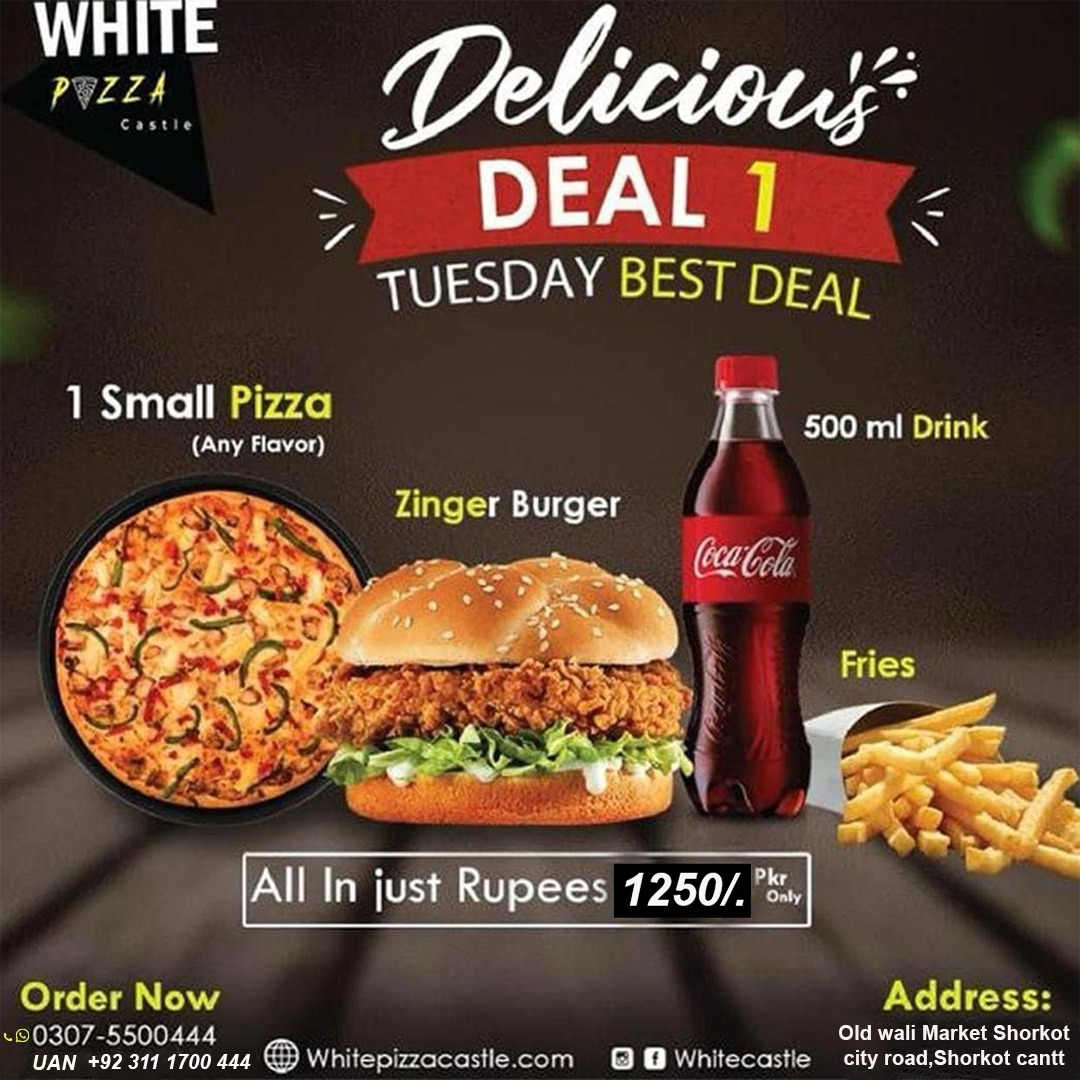 WHITE
PIZZA
Castle
Delicious
DEAL 1
TUESDAY BEST DEAL
1 Small Pizza
(Any Flavor)
500 ml Drink
Zinger Burger
Coca-Cola
Fries
All In just Rupees 1250/. Pkr Only
Order Now
0307-5500444
UAN +92 311 1700 444
Whitepizzacastle.com
Whitecastle
Address:
Old wali Market Shorkot
city road,Shorkot cantt